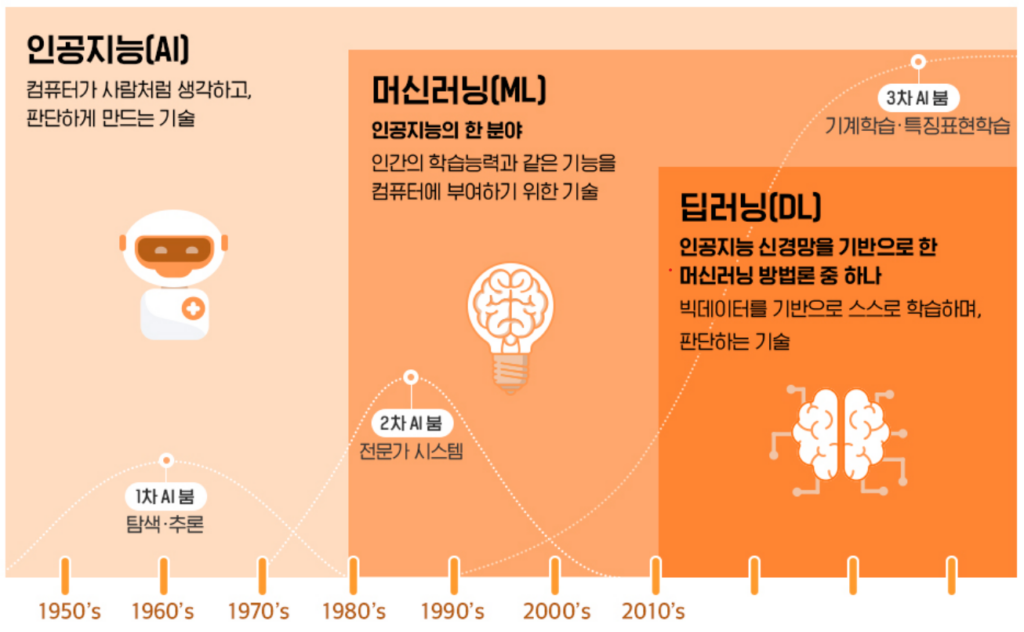 인공지능(AI)
컴퓨터가 사람처럼 생각하고,
판단하게 만드는 기술
머신러닝(ML)
인공지능의 한 분야
인간의 학습능력과 같은 기능을
컴퓨터에 부여하기 위한 기술
3차 AI 붐
기계학습·특징표현학습
딥러닝(DL)
인공지능 신경망을 기반으로 한
머신러닝 방법론 중 하나
빅데이터를 기반으로 스스로 학습하며,
판단하는 기술
2차 AI 붐
전문가 시스템
1차 AI 붐
탐색·추론
1950’s 1960’s 1970’s 1980’s 1990’s 2000’s 2010’s